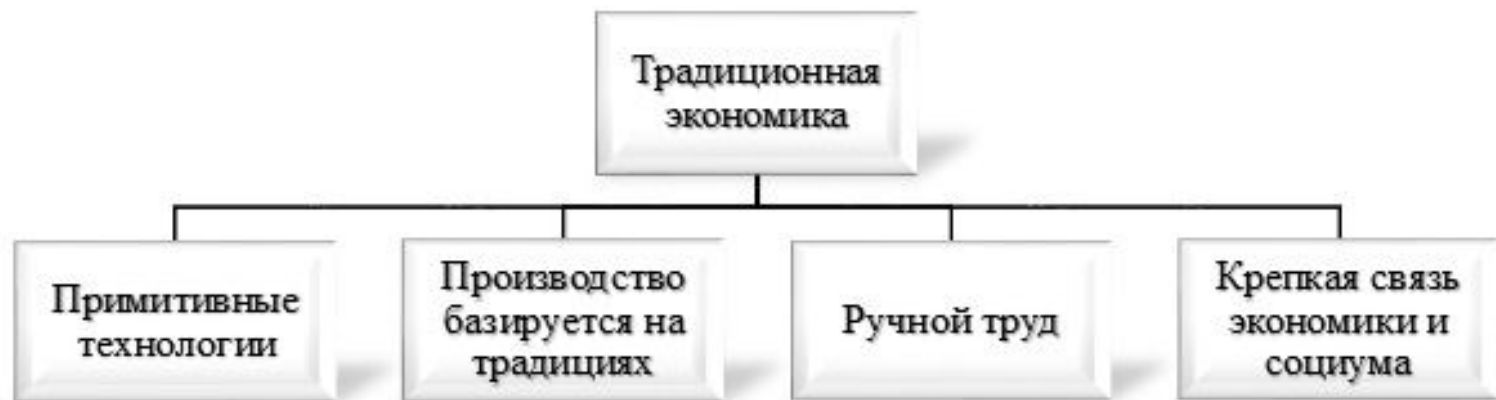 Традиционная
экономика
Примитивные
технологии
Производство
базируется на
традициях
Ручной труд
Крепкая связь
экономики и
социума